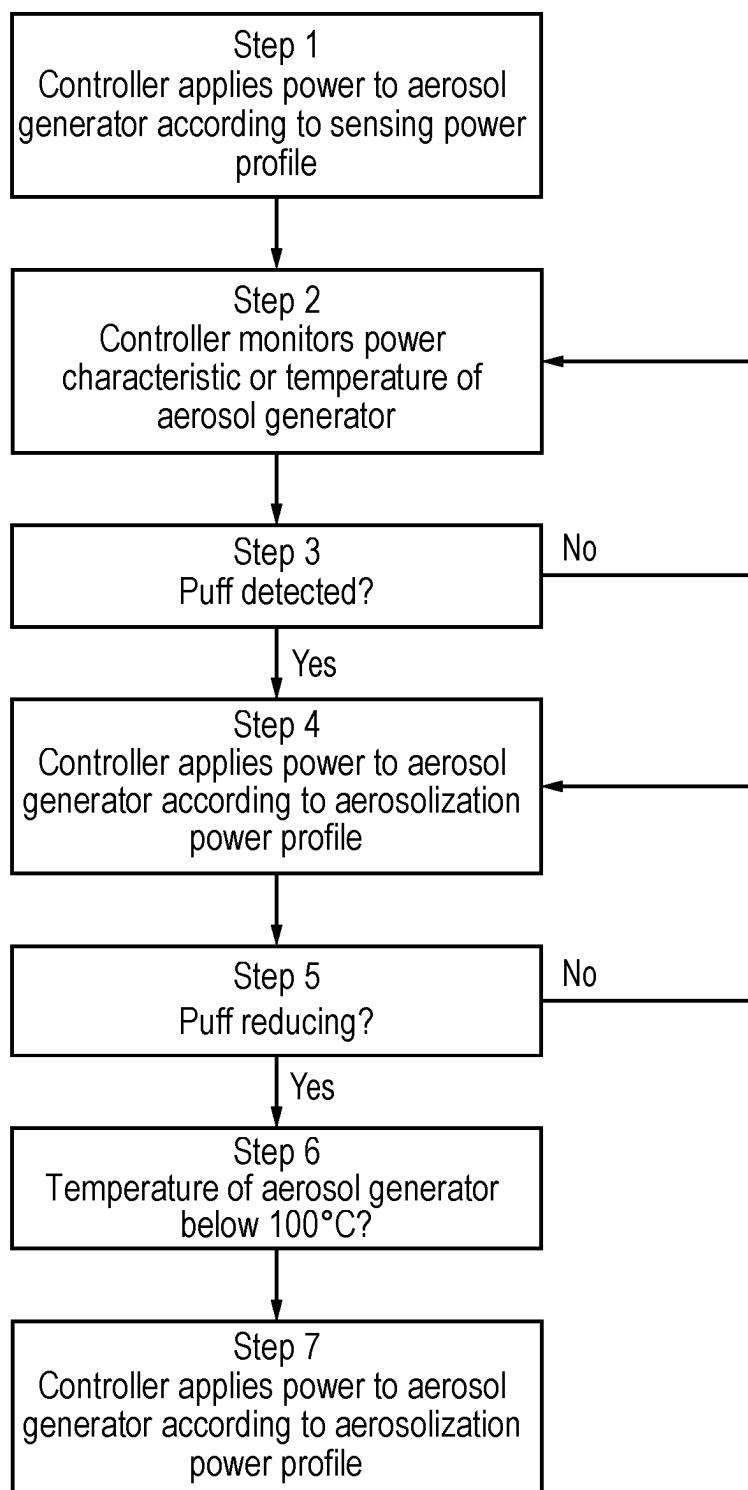 Step 1
Controller applies power to aerosol
generator according to sensing power
profile
Step 2
Controller monitors power
characteristic or temperature of
aerosol generator
Step 3
Puff detected?
No
Yes
Step 4
Controller applies power to aerosol
generator according to aerosolization
power profile
Step 5
Puff reducing?
No
Yes
Step 6
Temperature of aerosol generator
below 100°C?
Step 7
Controller applies power to aerosol
generator according to aerosolization
power profile